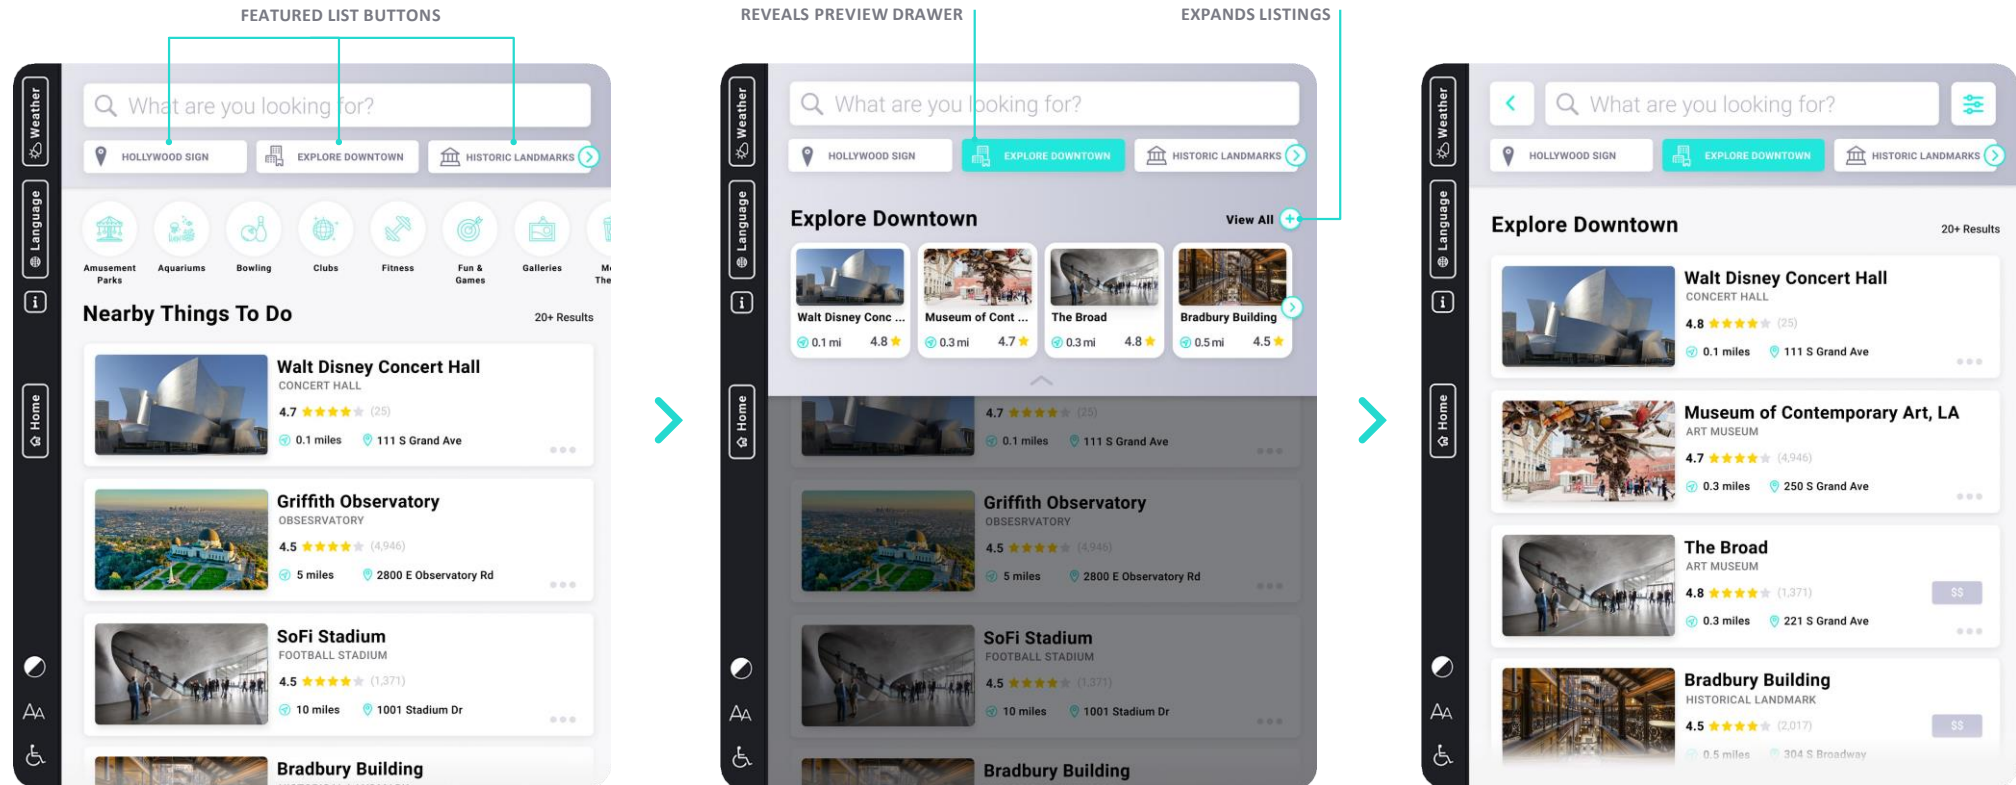 FEATURED LIST BUTTONS
REVEALS PREVIEW DRAWER
EXPANDS LISTINGS
Weather
Language
i
Home
AA
What are you looking for?
HOLLYWOOD SIGN
EXPLORE DOWNTOWN
HISTORIC LANDMARKS
Amusement Parks
Aquariums
Bowling
Clubs
Fitness
Fun & Games
Galleries
Nearby Things To Do
20+ Results
Walt Disney Concert Hall
CONCERT HALL
4.7 (25)
0.1 miles 111 S Grand Ave
Griffith Observatory
OBSESRVATORY
4.5 (4,946)
5 miles 2800 E Observatory Rd
SoFi Stadium
FOOTBALL STADIUM
4.5 (1,371)
10 miles 1001 Stadium Dr
Bradbury Building
Weather
Language
i
Home
AA
What are you looking for?
HOLLYWOOD SIGN
EXPLORE DOWNTOWN
HISTORIC LANDMARKS
Explore Downtown
View All +
Walt Disney Conc ...
0.1 mi 4.8
Museum of Cont ...
0.3 mi 4.7
The Broad
0.3 mi 4.8
Bradbury Building
0.5 mi 4.5
4.7 (25)
0.1 miles 111 S Grand Ave
Griffith Observatory
OBSESRVATORY
4.5 (4,946)
5 miles 2800 E Observatory Rd
SoFi Stadium
FOOTBALL STADIUM
4.5 (1,371)
10 miles 1001 Stadium Dr
Bradbury Building
Weather
Language
i
Home
AA
What are you looking for?
HOLLYWOOD SIGN
EXPLORE DOWNTOWN
HISTORIC LANDMARKS
Explore Downtown
20+ Results
Walt Disney Concert Hall
CONCERT HALL
4.8 (25)
0.1 miles 111 S Grand Ave
Museum of Contemporary Art, LA
ART MUSEUM
4.7 (4,946)
0.3 miles 250 S Grand Ave
The Broad
ART MUSEUM
4.8 (1,371)
$$
0.3 miles 221 S Grand Ave
Bradbury Building
HISTORICAL LANDMARK
4.5 (2,017)
$$
0.5 miles 304 S Broadway